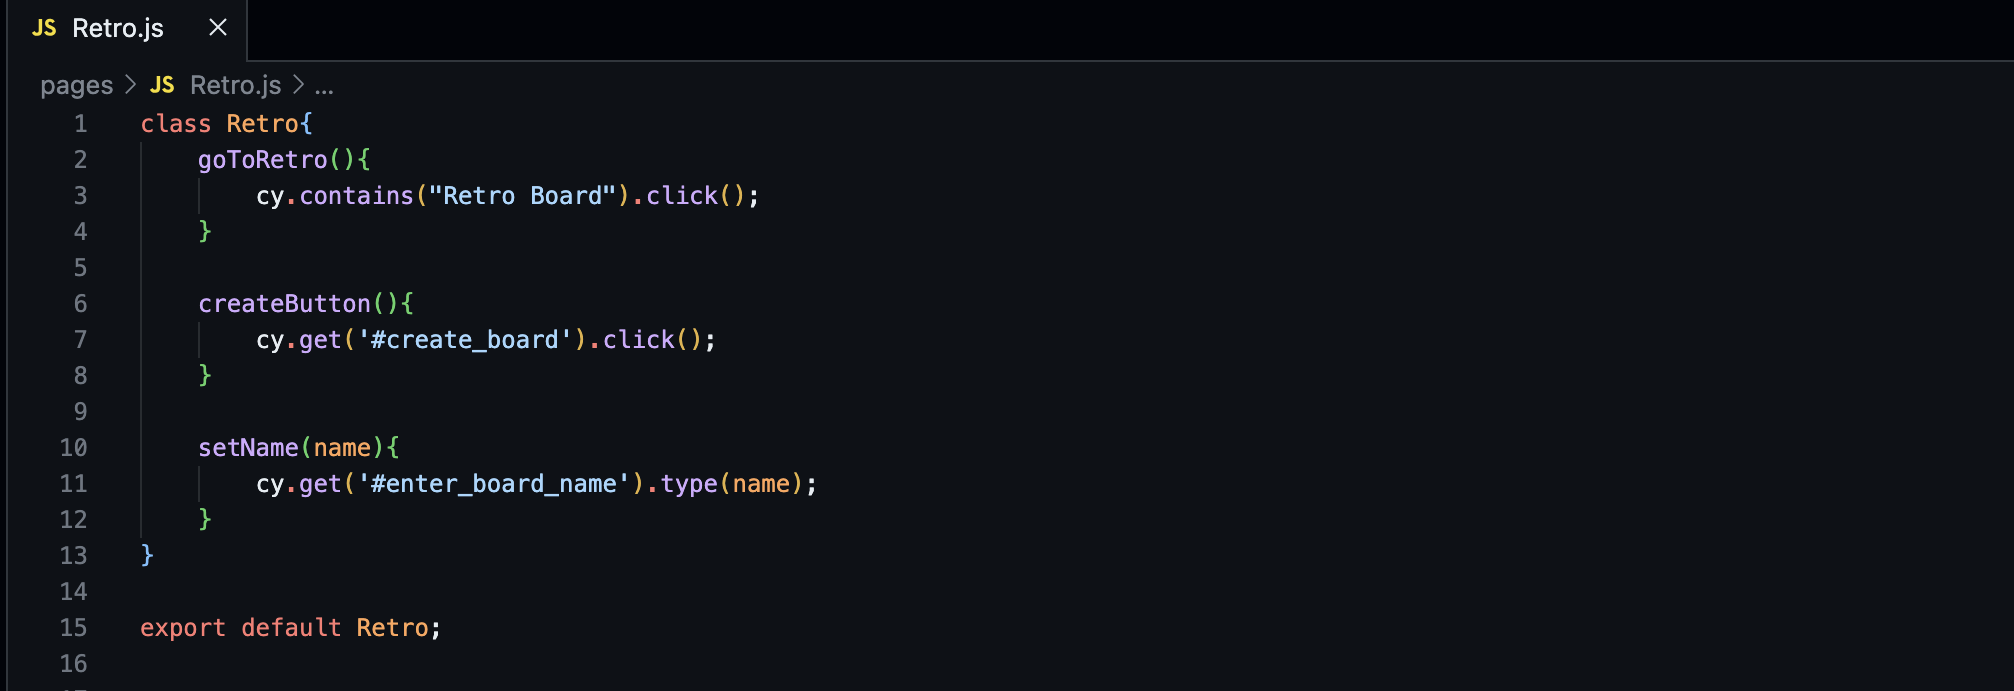 JS Retro.js ×
pages > JS Retro.js > ...
1 class Retro{
2 goToRetro(){
3 cy.contains("Retro Board").click();
4 }
5
6 createButton(){
7 cy.get('#create_board').click();
8 }
9
10 setName(name){
11 cy.get('#enter_board_name').type(name);
12 }
13 }
14
15 export default Retro;
16